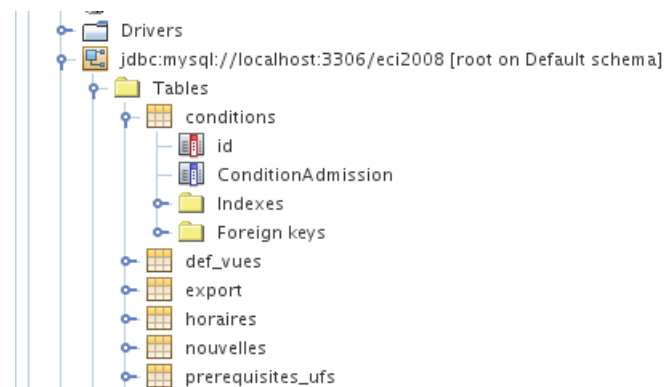 Drivers
jdbc:mysql://localhost:3306/eci2008 [root on Default schema]
Tables
conditions
id
ConditionAdmission
Indexes
Foreign keys
def_vues
export
horaires
nouvelles
prerequisites_ufs